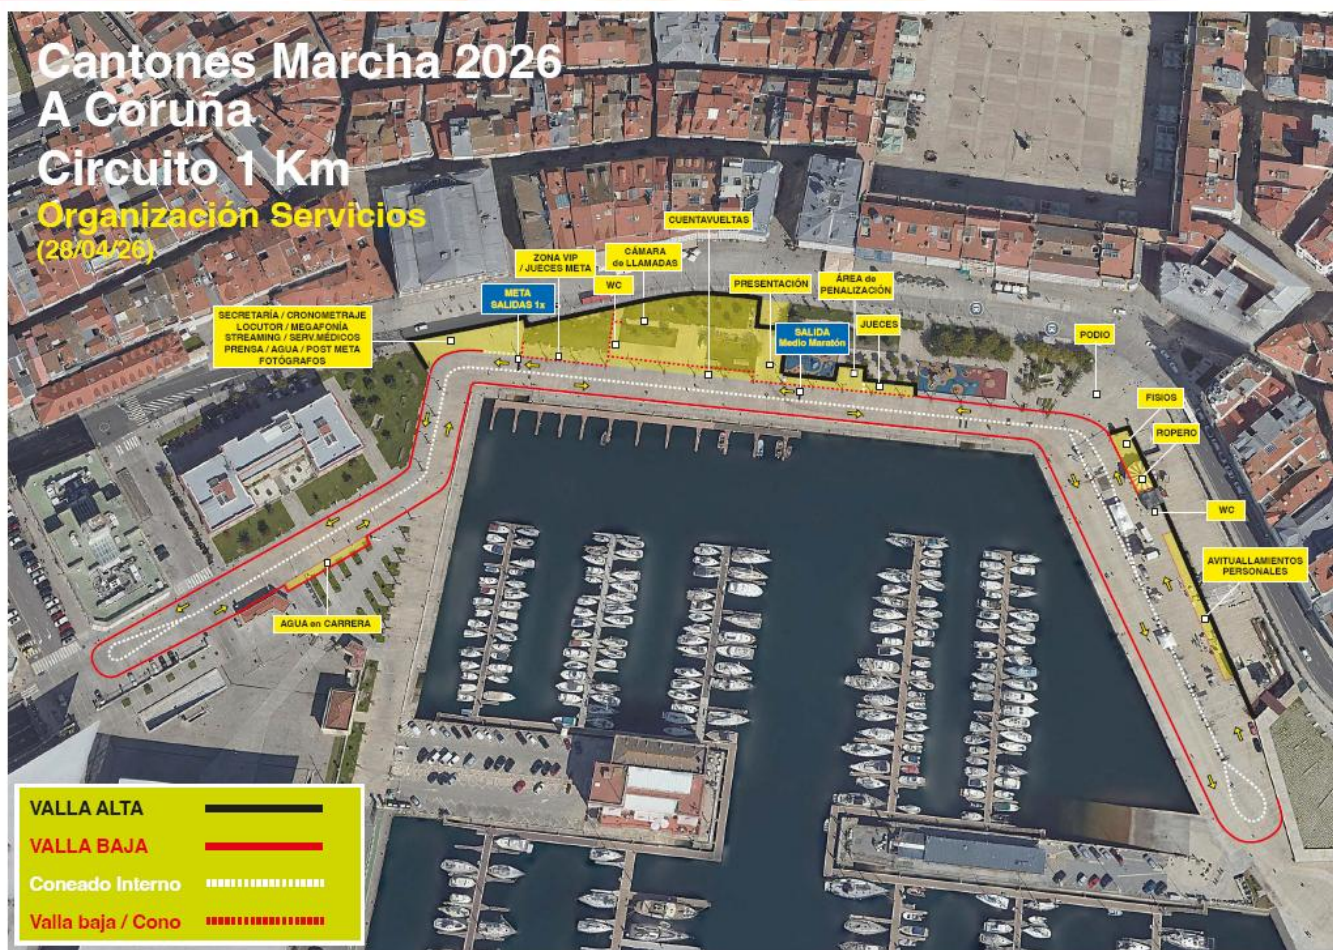 Cantones Marcha 2026
A Coruña
Circuito 1 Km
Organización Servicios
(28/04/26)
CUENTAVUELTAS
ZONA VIP
/ JUECES META
CÁMARA
de LLAMADAS
WC
META
SALIDAS 1x
PRESENTACIÓN
ÁREA de
PENALIZACIÓN
SECRETARÍA / CRONOMETRAJE
LOCUTOR / MEGAFONÍA
STREAMING / SERV.MÉDICOS
PRENSA / AGUA / POST META
FOTÓGRAFOS
SALIDA
Medio Maratón
JUECES
PODIO
FISIOS
ROPERO
WC
AVITUALLAMIENTOS
PERSONALES
AGUA en CARRERA
VALLA ALTA
VALLA BAJA
Coneado Interno
Valla baja / Cono